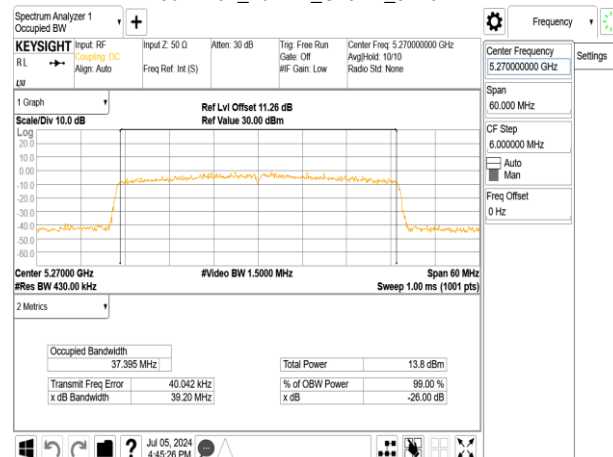 Spectrum Analyzer 1
Occupied BW
Frequency
KEYSIGHT
Input: RF
Coupling: DC
Align: Auto
Input Z: 50 Ω
Freq Ref: Int (S)
Atten: 30 dB
Trig: Free Run
Gate: Off
#IF Gain: Low
Center Freq: 5.270000000 GHz
Avg|Hold: 10/10
Radio Std: None
RL
LXI
Center Frequency
5.270000000 GHz
Settings
Span
60.000 MHz
CF Step
6.000000 MHz
Auto
Man
Freq Offset
0 Hz
1 Graph
Scale/Div 10.0 dB
Ref Lvl Offset 11.26 dB
Ref Value 30.00 dBm
Log
20.0
10.0
0.00
-10.0
-20.0
-30.0
-40.0
-50.0
-60.0
Center 5.27000 GHz
#Res BW 430.00 kHz
#Video BW 1.5000 MHz
Span 60 MHz
Sweep 1.00 ms (1001 pts)
2 Metrics
Occupied Bandwidth
37.395 MHz
Total Power 13.8 dBm
Transmit Freq Error 40.042 kHz
% of OBW Power 99.00 %
x dB Bandwidth 39.20 MHz
x dB -26.00 dB
?
Jul 05, 2024
4:45:26 PM